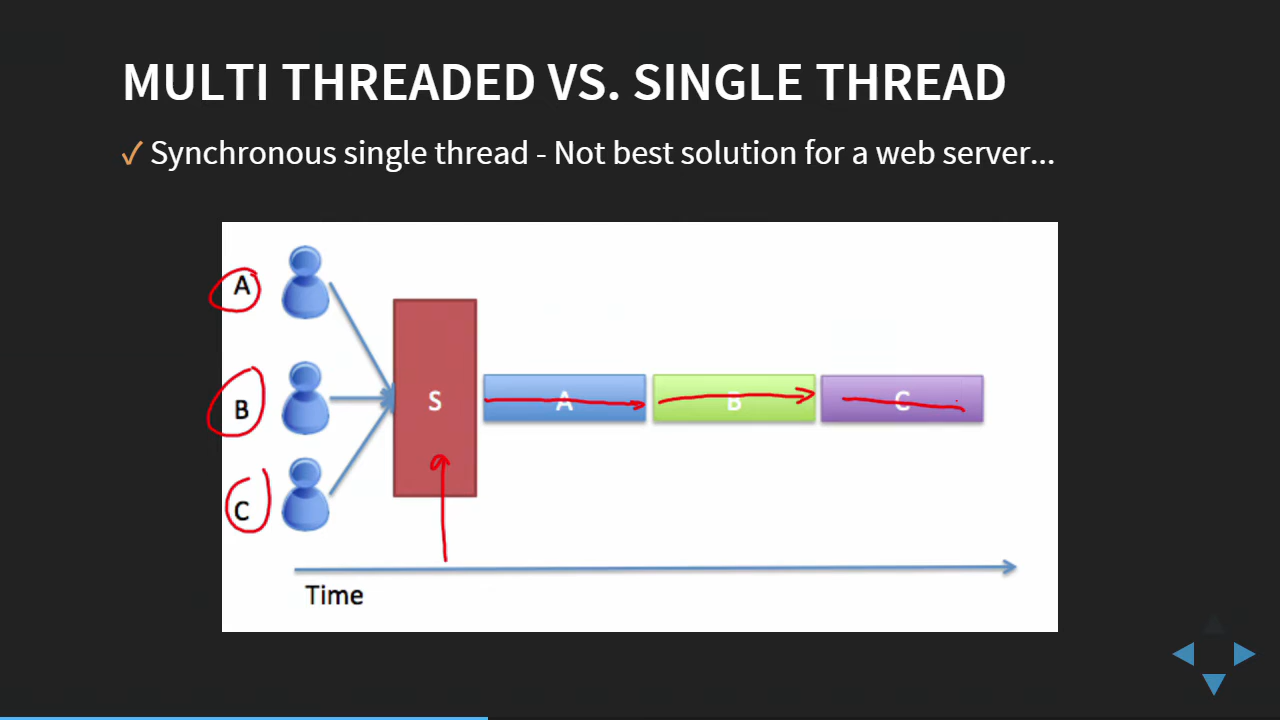 MULTI THREADED VS. SINGLE THREAD
✓ Synchronous single thread - Not best solution for a web server...
A
B
C
S
A
B
C
Time